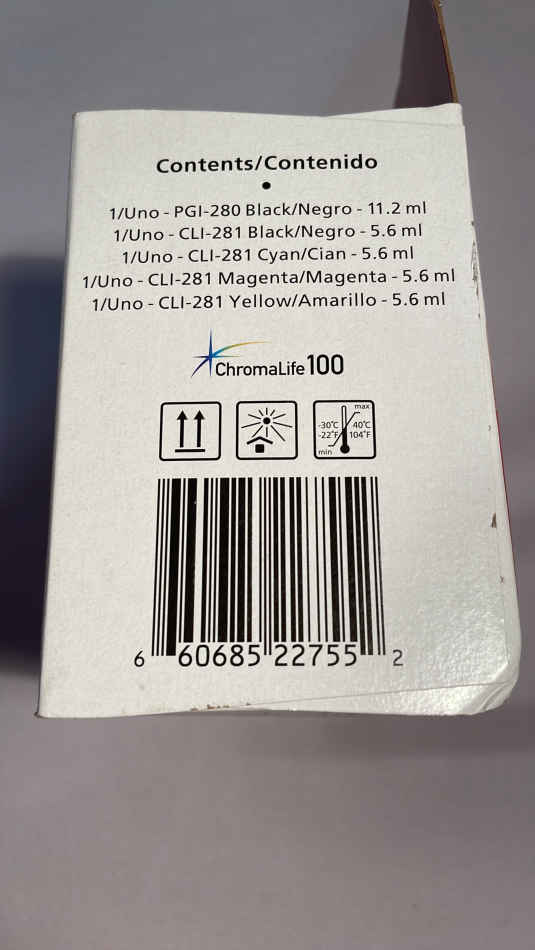 Contents/Contenido
•
1/Uno - PGI-280 Black/Negro - 11.2 ml
1/Uno - CLI-281 Black/Negro - 5.6 ml
1/Uno - CLI-281 Cyan/Cian - 5.6 ml
1/Uno - CLI-281 Magenta/Magenta - 5.6 ml
1/Uno - CLI-281 Yellow/Amarillo - 5.6 ml
ChromaLife 100
max
-30°C 40°C
-22°F 104°F
min
6 60685 22755 2